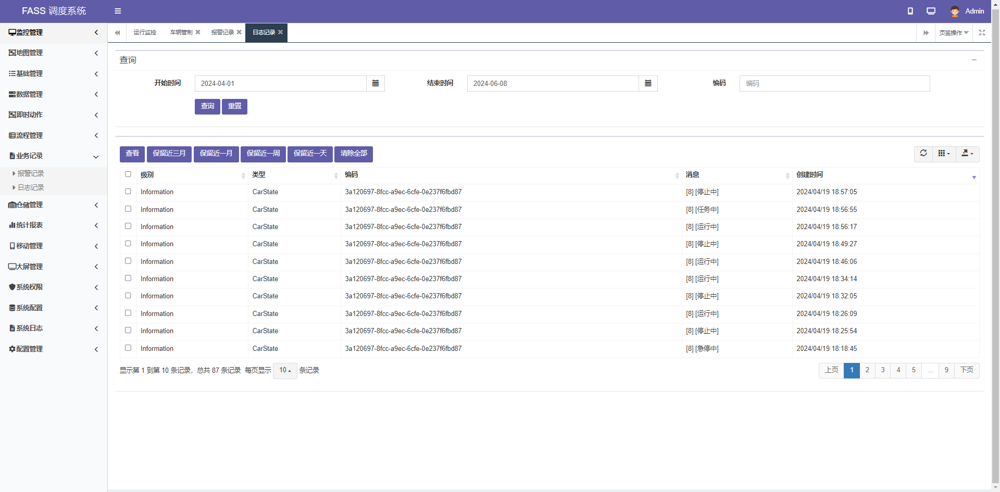 FASS 调度系统
Admin
监控管理
地图管理
基础管理
数据管理
即时动作
流程管理
业务记录
报警记录
日志记录
仓储管理
统计报表
移动管理
大屏管理
系统权限
系统配置
系统日志
配置管理
运行监控 车辆管制 报警记录 日志记录 页签操作
查询
开始时间 2024-04-01 结束时间 2024-06-08 编码 编码
查询 重置
查看 保留近三月 保留近一月 保留近一周 保留近一天 清除全部
级别 类型 编码 消息 创建时间
Information CarState 3a120697-8fcc-a9ec-6cfe-0e237f6fbd87 [8] [停止中] 2024/04/19 18:57:05
Information CarState 3a120697-8fcc-a9ec-6cfe-0e237f6fbd87 [8] [任务中] 2024/04/19 18:56:55
Information CarState 3a120697-8fcc-a9ec-6cfe-0e237f6fbd87 [8] [运行中] 2024/04/19 18:56:17
Information CarState 3a120697-8fcc-a9ec-6cfe-0e237f6fbd87 [8] [停止中] 2024/04/19 18:49:27
Information CarState 3a120697-8fcc-a9ec-6cfe-0e237f6fbd87 [8] [运行中] 2024/04/19 18:46:06
Information CarState 3a120697-8fcc-a9ec-6cfe-0e237f6fbd87 [8] [运行中] 2024/04/19 18:34:14
Information CarState 3a120697-8fcc-a9ec-6cfe-0e237f6fbd87 [8] [停止中] 2024/04/19 18:32:05
Information CarState 3a120697-8fcc-a9ec-6cfe-0e237f6fbd87 [8] [运行中] 2024/04/19 18:26:09
Information CarState 3a120697-8fcc-a9ec-6cfe-0e237f6fbd87 [8] [停止中] 2024/04/19 18:25:54
Information CarState 3a120697-8fcc-a9ec-6cfe-0e237f6fbd87 [8] [急停中] 2024/04/19 18:18:45
显示第 1 到第 10 条记录，总共 87 条记录 每页显示 10 条记录
上页 1 2 3 4 5 ... 9 下页